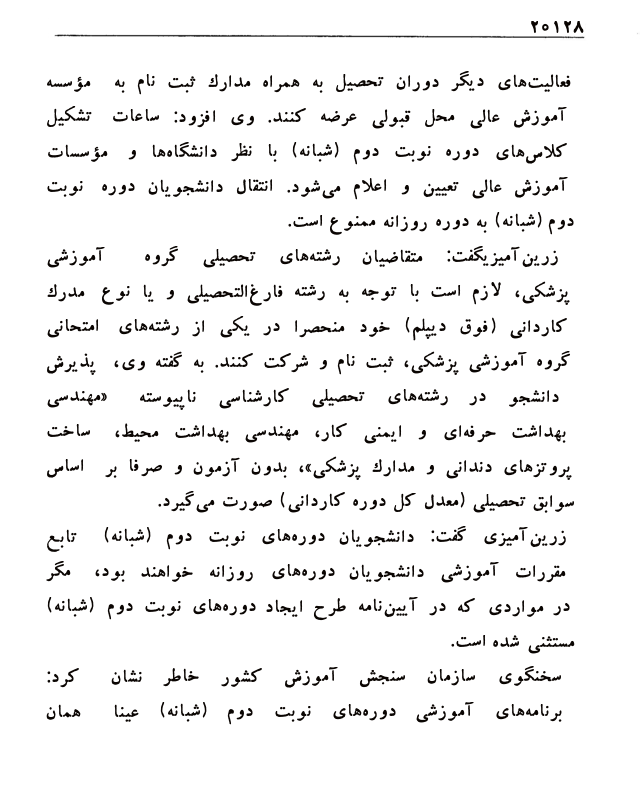 ۲۰۱۲۸
فعالیت‌های دیگر دوران تحصیل به همراه مدارك ثبت نام به مؤسسه
آموزش عالی محل قبولی عرضه کنند. وی افزود: ساعات تشکیل
کلاس‌های دوره نوبت دوم (شبانه) با نظر دانشگاه‌ها و مؤسسات
آموزش عالی تعیین و اعلام می‌شود. انتقال دانشجویان دوره نوبت
دوم (شبانه) به دوره روزانه ممنوع است.
زرین‌آمیزیگفت: متقاضیان رشته‌های تحصیلی گروه آموزشی
پزشکی، لازم است با توجه به رشته فارغ‌التحصیلی و یا نوع مدرك
کاردانی (فوق دیپلم) خود منحصرا در یکی از رشته‌های امتحانی
گروه آموزشی پزشکی، ثبت نام و شرکت کنند. به گفته وی، پذیرش
دانشجو در رشته‌های تحصیلی کارشناسی ناپیوسته «مهندسی
بهداشت حرفه‌ای و ایمنی کار، مهندسی بهداشت محیط، ساخت
پروتزهای دندانی و مدارك پزشکی»، بدون آزمون و صرفا بر اساس
سوابق تحصیلی (معدل کل دوره کاردانی) صورت می‌گیرد.
زرین‌آمیزی گفت: دانشجویان دوره‌های نوبت دوم (شبانه) تابع
مقررات آموزشی دانشجویان دوره‌های روزانه خواهند بود، مگر
در مواردی که در آیین‌نامه طرح ایجاد دوره‌های نوبت دوم (شبانه)
مستثنی شده است.
سخنگوی سازمان سنجش آموزش کشور خاطر نشان کرد:
برنامه‌های آموزشی دوره‌های نوبت دوم (شبانه) عینا همان